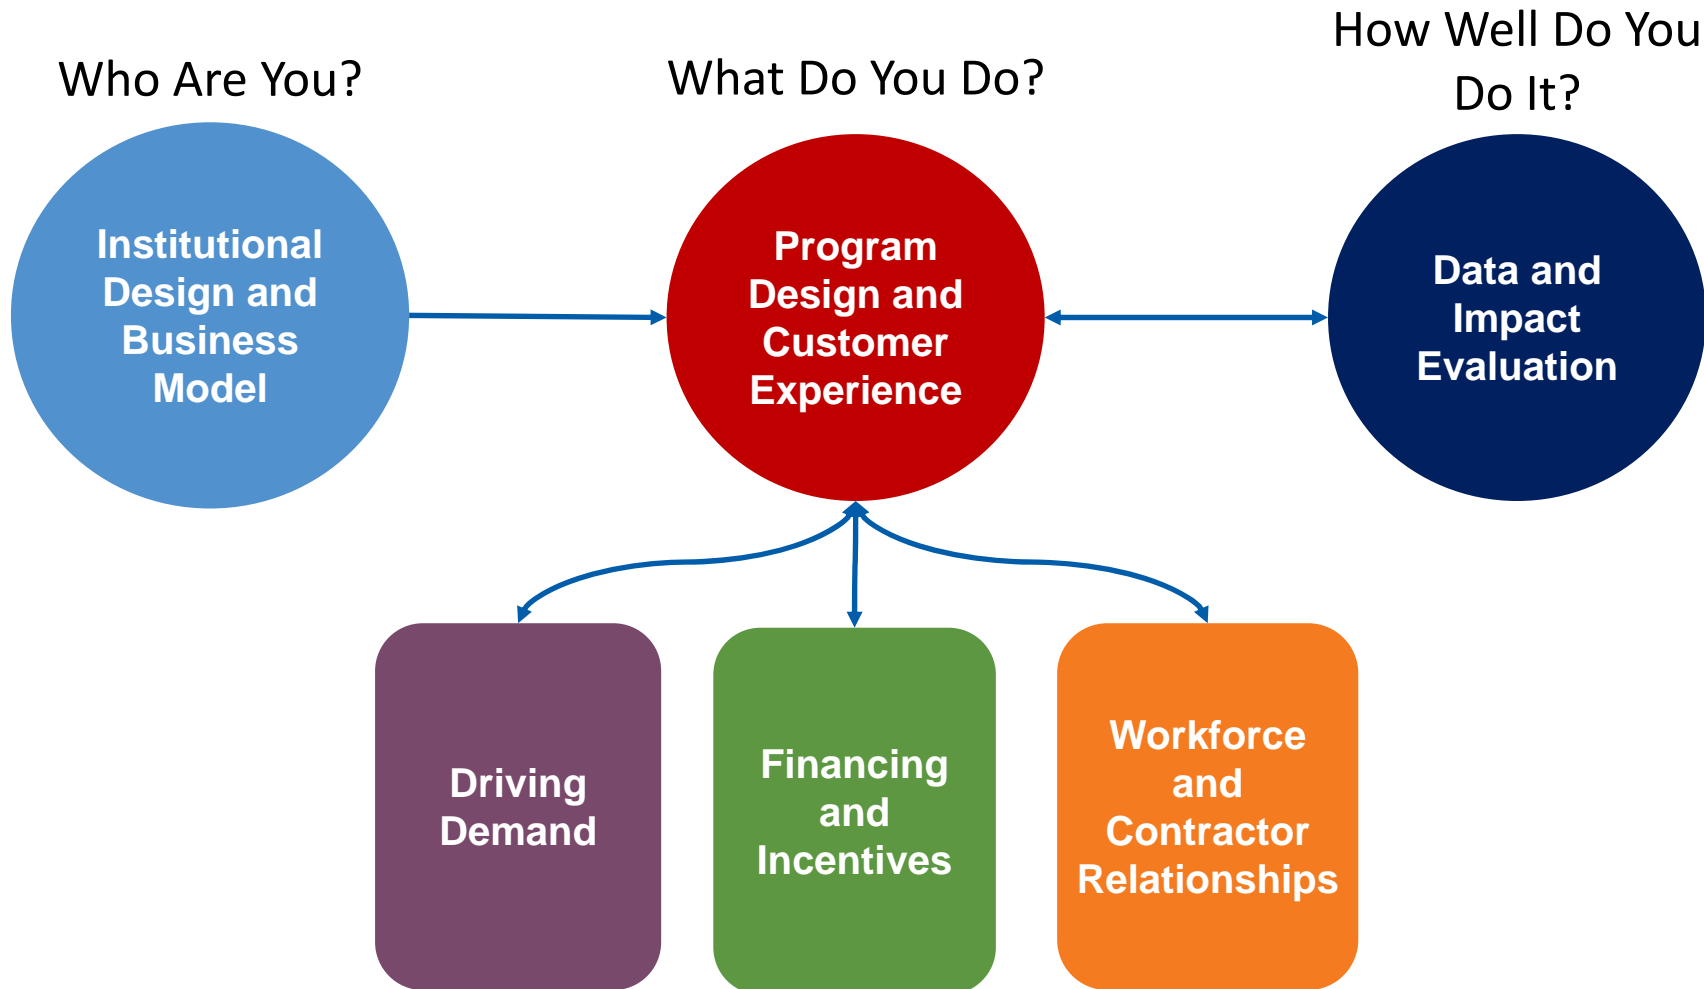 Who Are You?
What Do You Do?
How Well Do You
Do It?
Institutional
Design and
Business
Model
Program
Design and
Customer
Experience
Data and
Impact
Evaluation
Driving
Demand
Financing
and
Incentives
Workforce
and
Contractor
Relationships